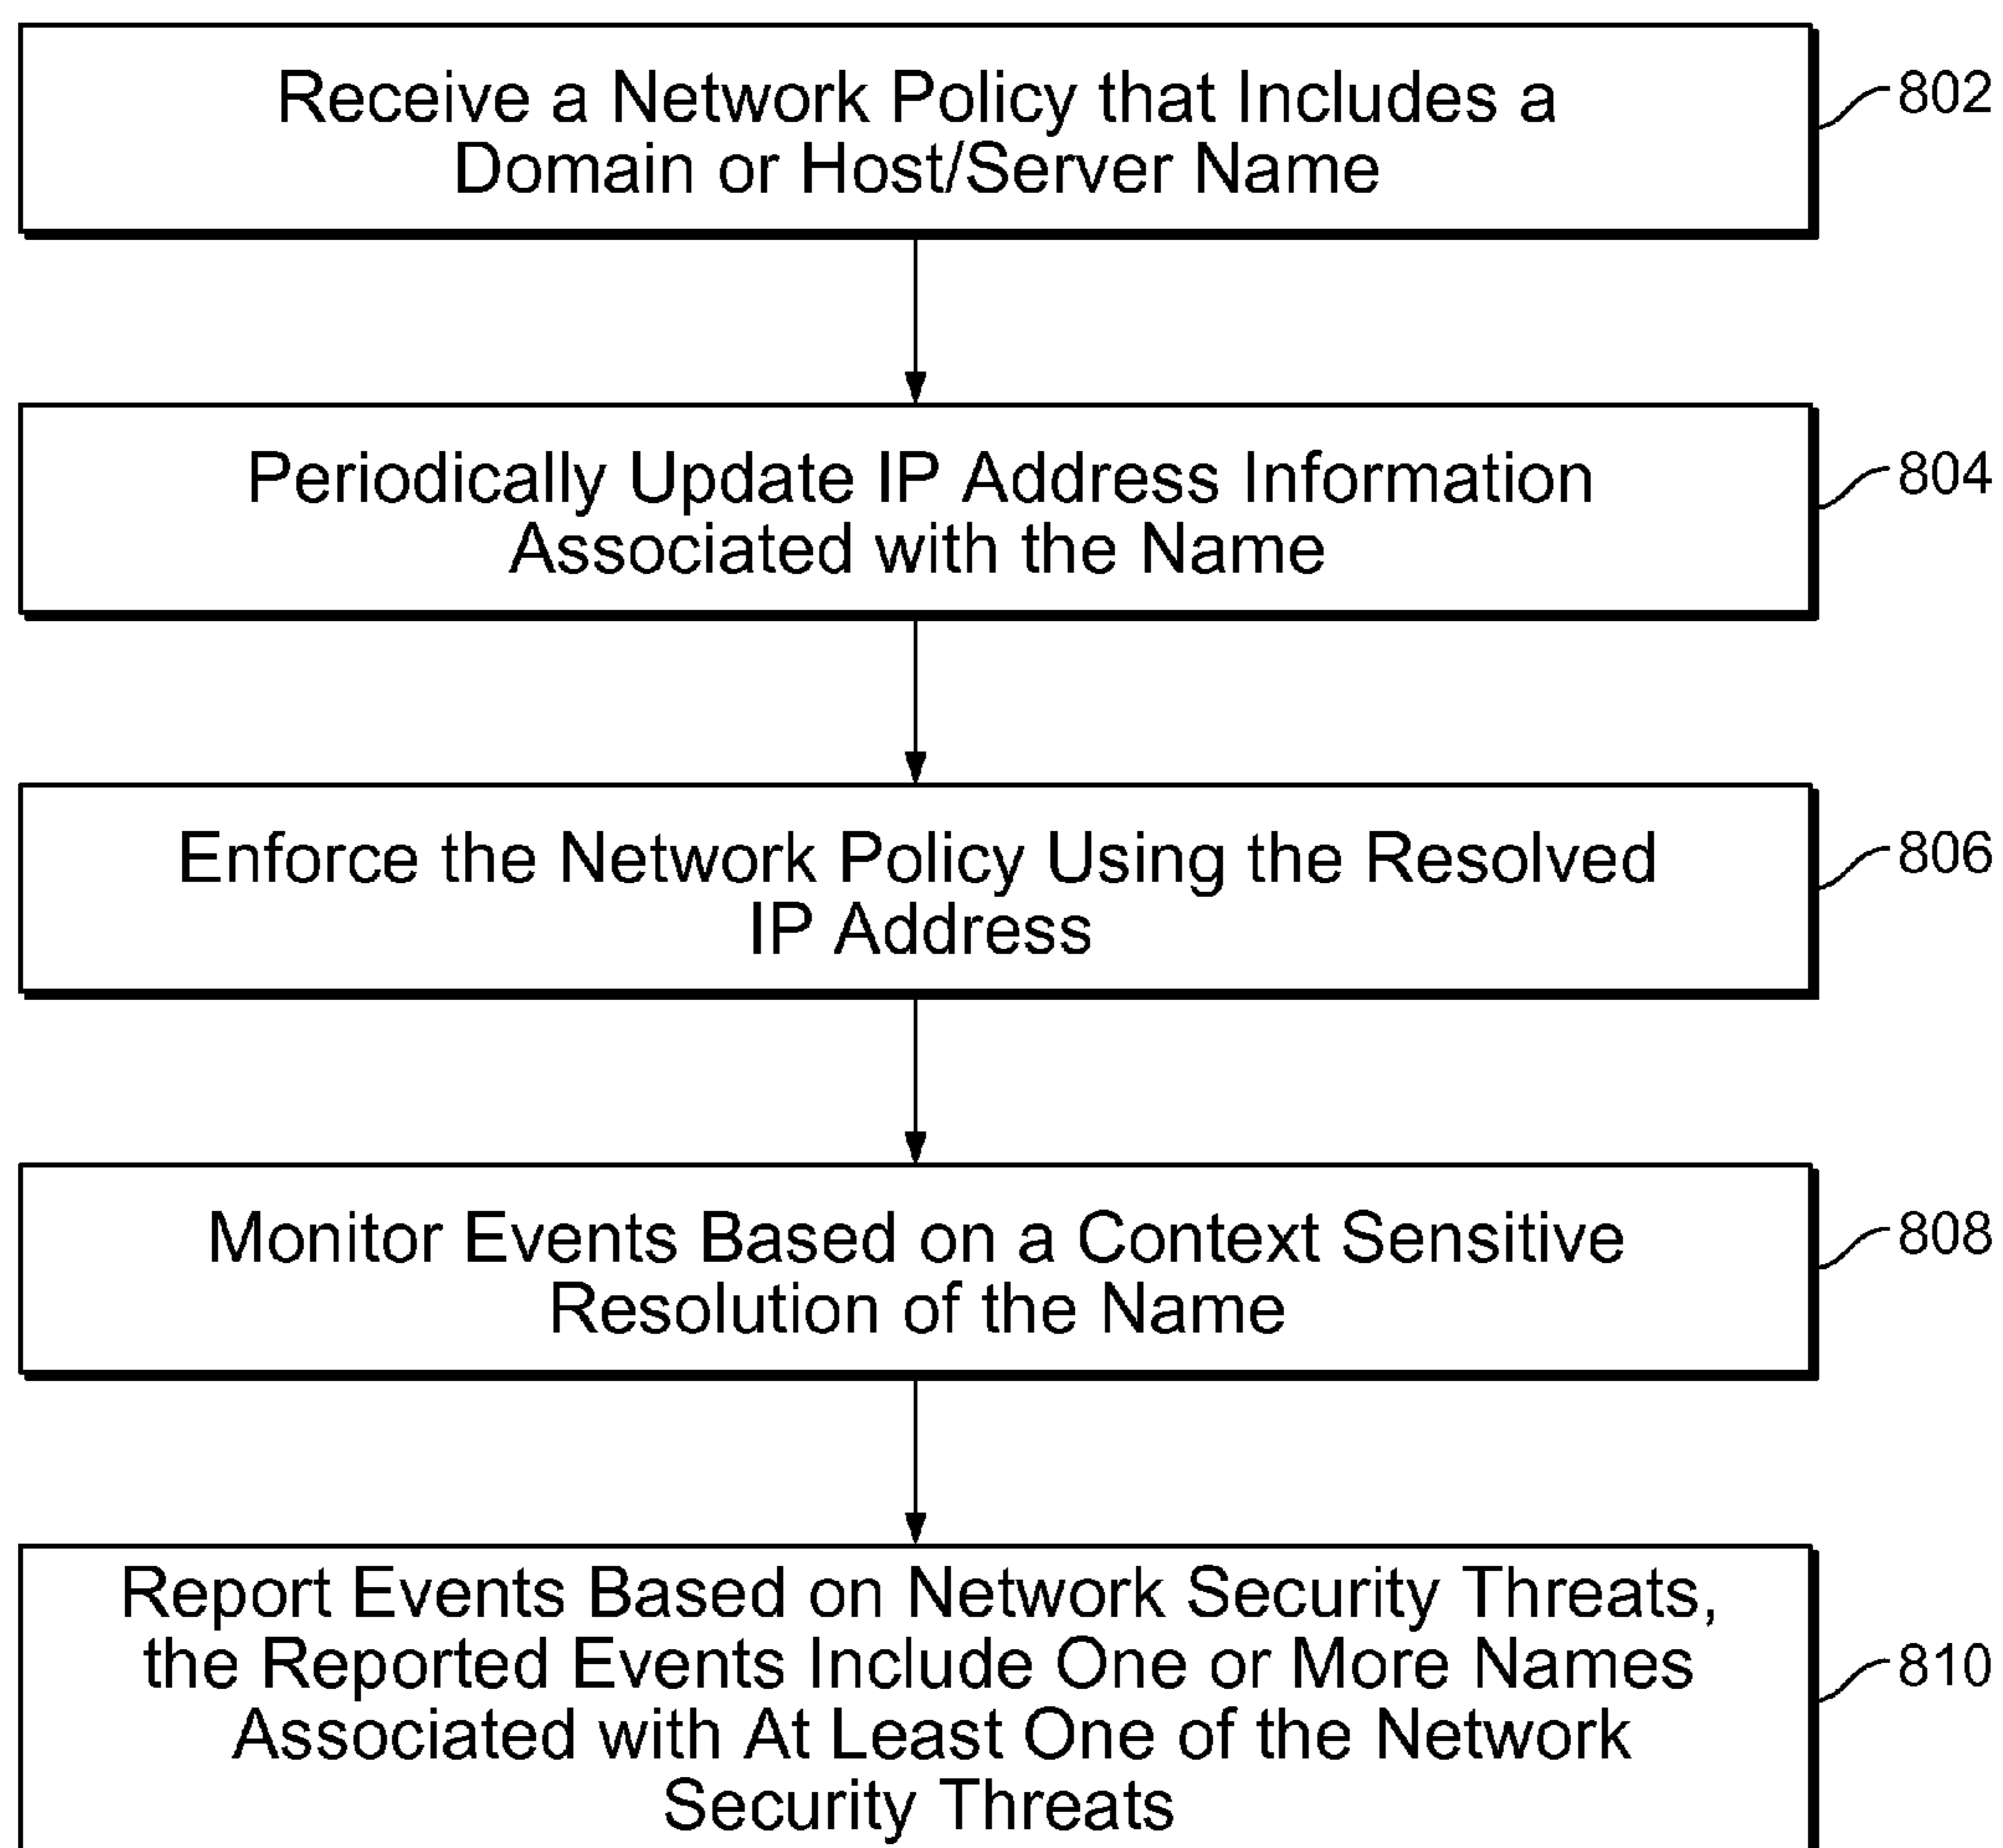 Receive a Network Policy that Includes a
Domain or Host/Server Name
802
Periodically Update IP Address Information
Associated with the Name
804
Enforce the Network Policy Using the Resolved
IP Address
806
Monitor Events Based on a Context Sensitive
Resolution of the Name
808
Report Events Based on Network Security Threats,
the Reported Events Include One or More Names
Associated with At Least One of the Network
Security Threats
810